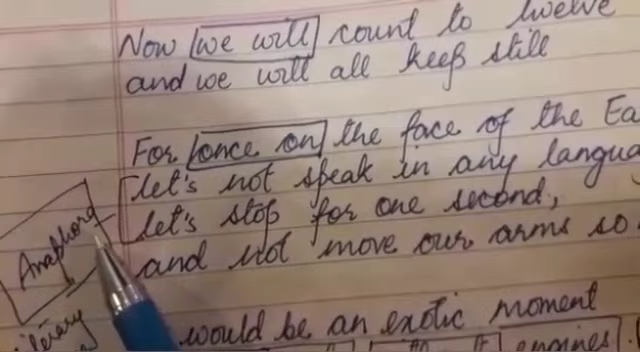 Now we will count to twelve
and we will all keep still
For once on the face of the Ea
let's not speak in any langua
let's stop for one second,
and not move our arms so
Anaphora
would be an exotic moment
engines